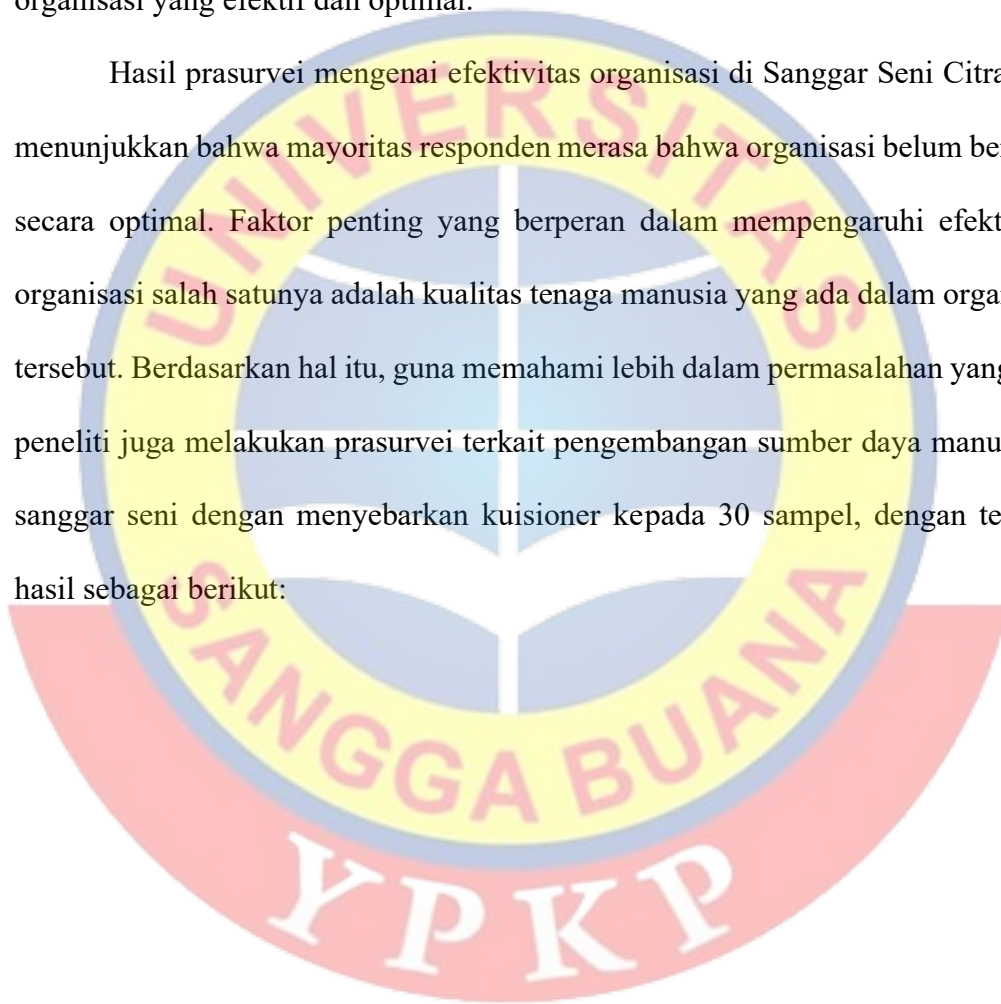 organisasi yang efektif dan optimal.
Hasil prasurvei mengenai efektivitas organisasi di Sanggar Seni Citra
menunjukkan bahwa mayoritas responden merasa bahwa organisasi belum
secara optimal. Faktor penting yang berperan dalam mempengaruhi
organisasi salah satunya adalah kualitas tenaga manusia yang ada dalam
tersebut. Berdasarkan hal itu, guna memahami lebih dalam permasalahan yang
peneliti juga melakukan prasurvei terkait pengembangan sumber daya
sanggar seni dengan menyebarkan kuisioner kepada 30 sampel, dengan
hasil sebagai berikut:
UNIVERSITAS
SANGGA BUANA
YPKP